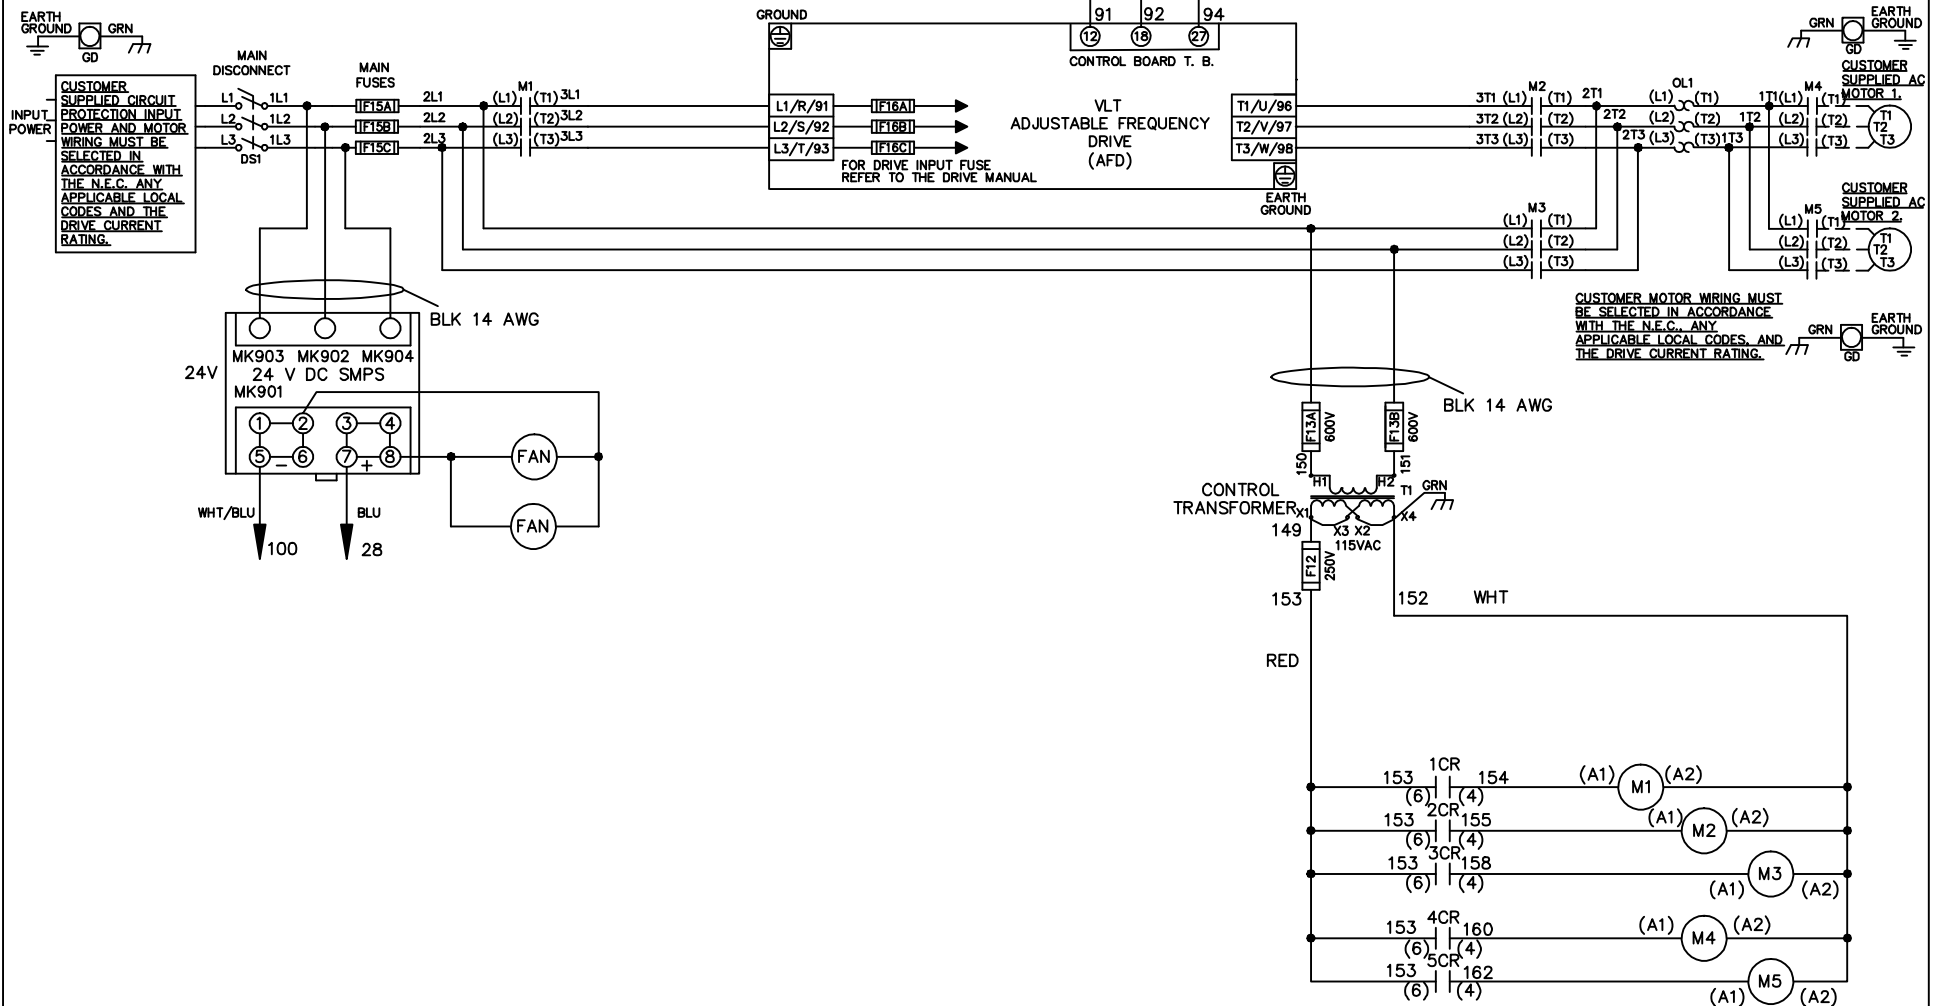 EARTH
GROUND
GRN
GD
GROUND
91 92 94
12 18 27
CONTROL BOARD T. B.
GRN
EARTH
GROUND
GD
INPUT
POWER
CUSTOMER
SUPPLIED CIRCUIT
PROTECTION INPUT
POWER AND MOTOR
WIRING MUST BE
SELECTED IN
ACCORDANCE WITH
THE N.E.C. ANY
APPLICABLE LOCAL
CODES AND THE
DRIVE CURRENT
RATING.
MAIN
DISCONNECT
L1 1L1
L2 1L2
L3 1L3
DS1
MAIN
FUSES
F15A
F15B
F15C
2L1
2L2
2L3
M1
(L1) (T1) 3L1
(L2) (T2) 3L2
(L3) (T3) 3L3
L1/R/91
L2/S/92
L3/T/93
F16A
F16B
F16C
FOR DRIVE INPUT FUSE
REFER TO THE DRIVE MANUAL
VLT
ADJUSTABLE FREQUENCY
DRIVE
(AFD)
T1/U/96
T2/V/97
T3/W/98
EARTH
GROUND
M2
3T1 (L1) (T1) 2T1
3T2 (L2) (T2) 2T2
3T3 (L3) (T3) 2T3
OL1
(L1) (T1) 1T1
(L2) (T2) 1T2
(L3) (T3) 1T3
M4
(L1) (T1)
(L2) (T2)
(L3) (T3)
CUSTOMER
SUPPLIED AC
MOTOR 1.
T1
T2
T3
M3
(L1) (T1)
(L2) (T2)
(L3) (T3)
M5
(L1) (T1)
(L2) (T2)
(L3) (T3)
CUSTOMER
SUPPLIED AC
MOTOR 2.
T1
T2
T3
CUSTOMER MOTOR WIRING MUST
BE SELECTED IN ACCORDANCE
WITH THE N.E.C., ANY
APPLICABLE LOCAL CODES, AND
THE DRIVE CURRENT RATING.
GRN
EARTH
GROUND
GD
BLK 14 AWG
MK903 MK902 MK904
24V
24 V DC SMPS
MK901
1 2 3 4
5 - 6 7 + 8
FAN
FAN
WHT/BLU
BLU
100
28
BLK 14 AWG
F13A
600V
F13B
600V
150
151
H1 H2
T1
GRN
CONTROL
TRANSFORMER
X1
X3 X2
X4
115VAC
149
F12
250V
153
152
WHT
RED
1CR
153 154
(6) (4)
(A1) M1 (A2)
2CR
153 155
(6) (4)
(A1) M2 (A2)
3CR
153 158
(6) (4)
(A1) M3 (A2)
4CR
153 160
(6) (4)
(A1) M4 (A2)
5CR
153 162
(6) (4)
(A1) M5 (A2)